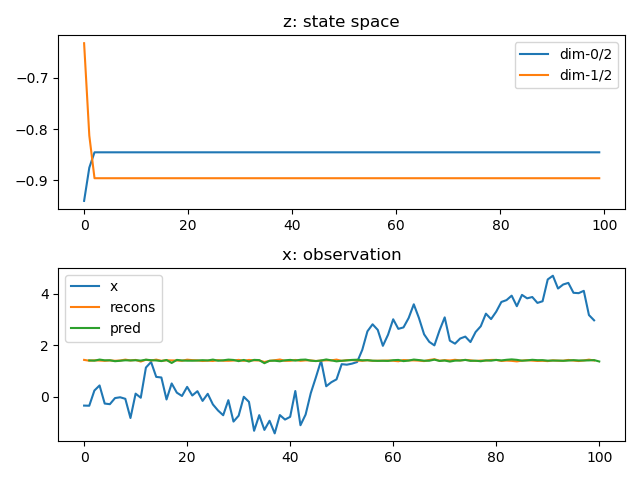 z: state space
dim-0/2
dim-1/2
−0.7
−0.8
−0.9
0 20 40 60 80 100
x: observation
x
recons
pred
4
2
0
0 20 40 60 80 100